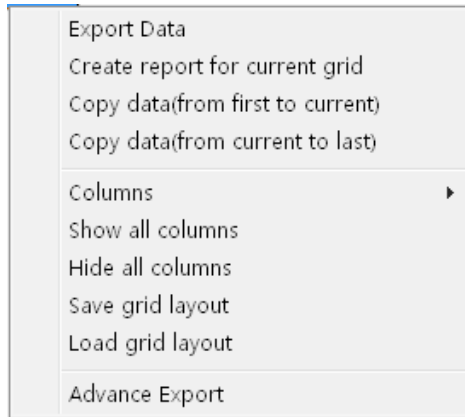 Export Data
Create report for current grid
Copy data(from first to current)
Copy data(from current to last)
Columns
Show all columns
Hide all columns
Save grid layout
Load grid layout
Advance Export